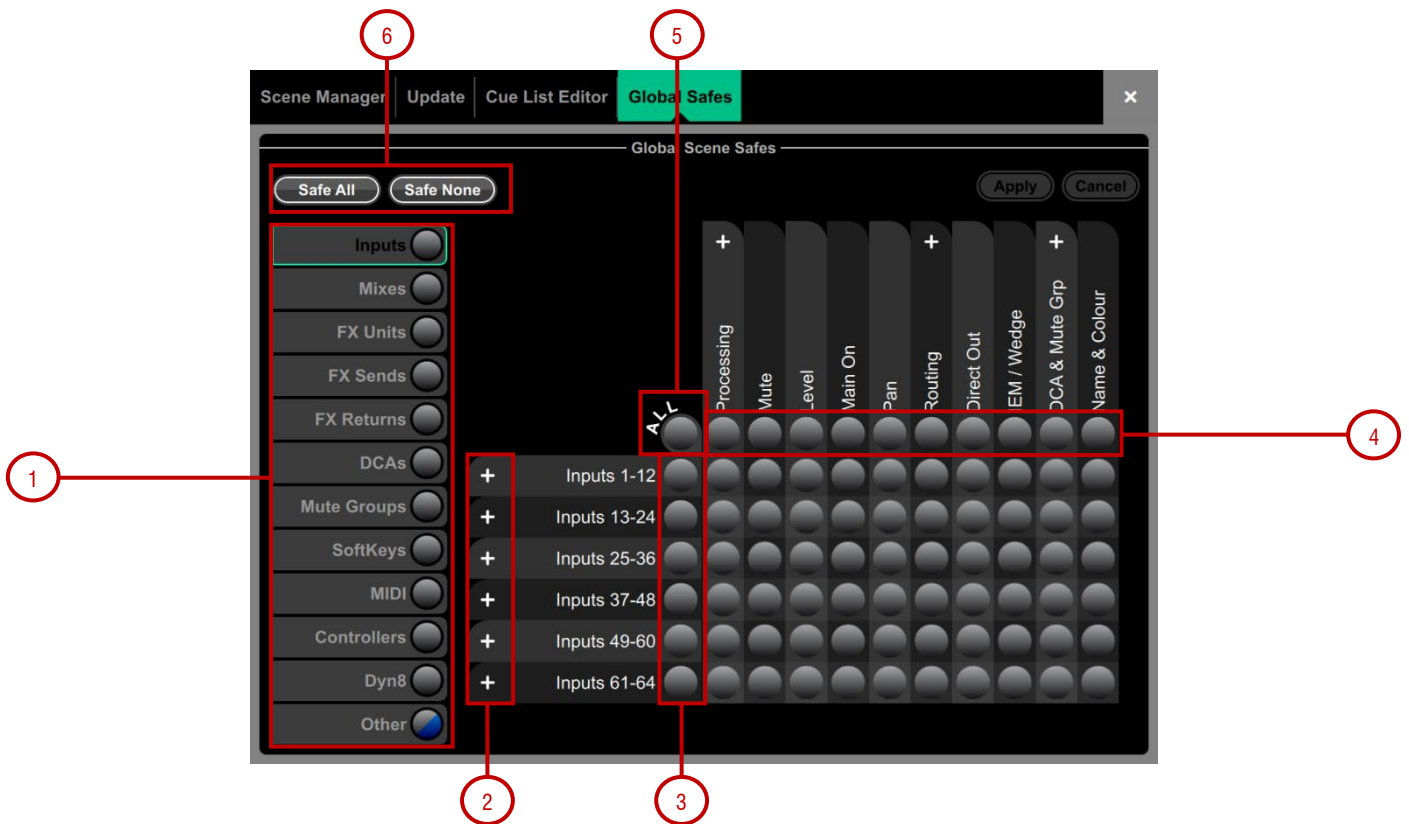 6
5
Scene Manager Update Cue List Editor Global Safes ×
Global Scene Safes
Safe All Safe None Apply Cancel
Inputs
Mixes
FX Units
FX Sends
FX Returns
DCAs
Mute Groups
SoftKeys
MIDI
Controllers
Dyn8
Other
+ + +
Processing
Mute
Level
Main On
Pan
Routing
Direct Out
IEM / Wedge
DCA & Mute Grp
Name & Colour
ALL
4
1
+ Inputs 1-12
+ Inputs 13-24
+ Inputs 25-36
+ Inputs 37-48
+ Inputs 49-60
+ Inputs 61-64
2
3